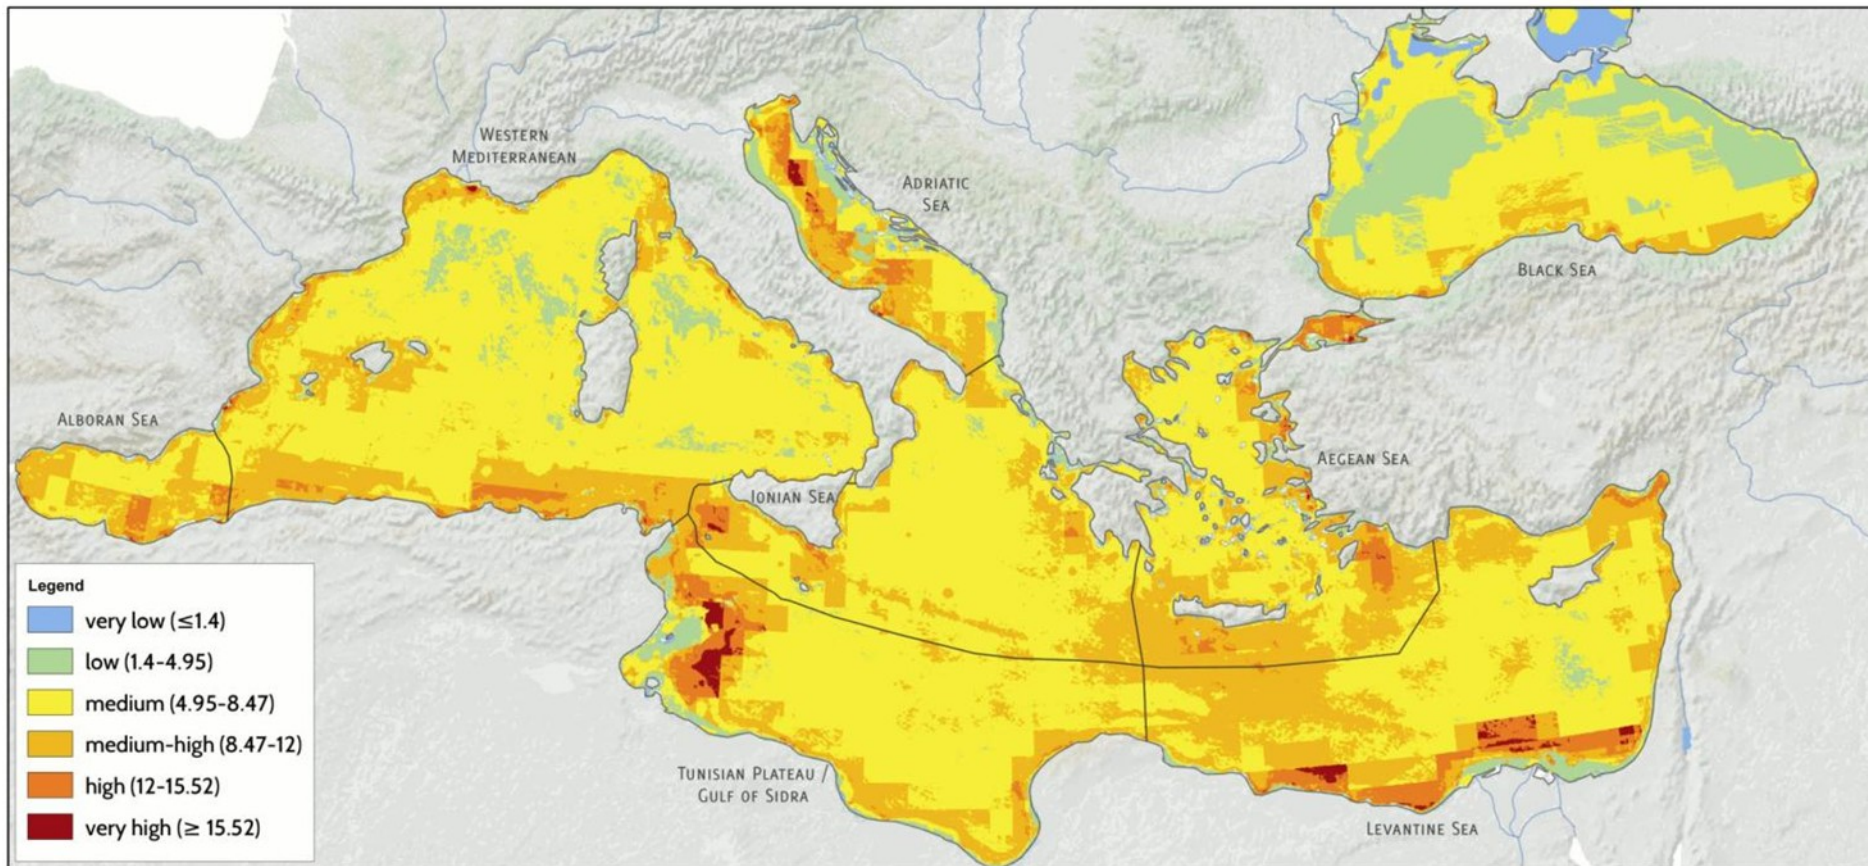 WESTERN
MEDITERRANEAN
ADRIATIC
SEA
BLACK SEA
ALBORAN SEA
AEGEAN SEA
IONIAN SEA
TUNISIAN PLATEAU /
GULF OF SIDRA
LEVANTINE SEA
Legend
very low (≤1.4)
low (1.4-4.95)
medium (4.95-8.47)
medium-high (8.47-12)
high (12-15.52)
very high (≥ 15.52)